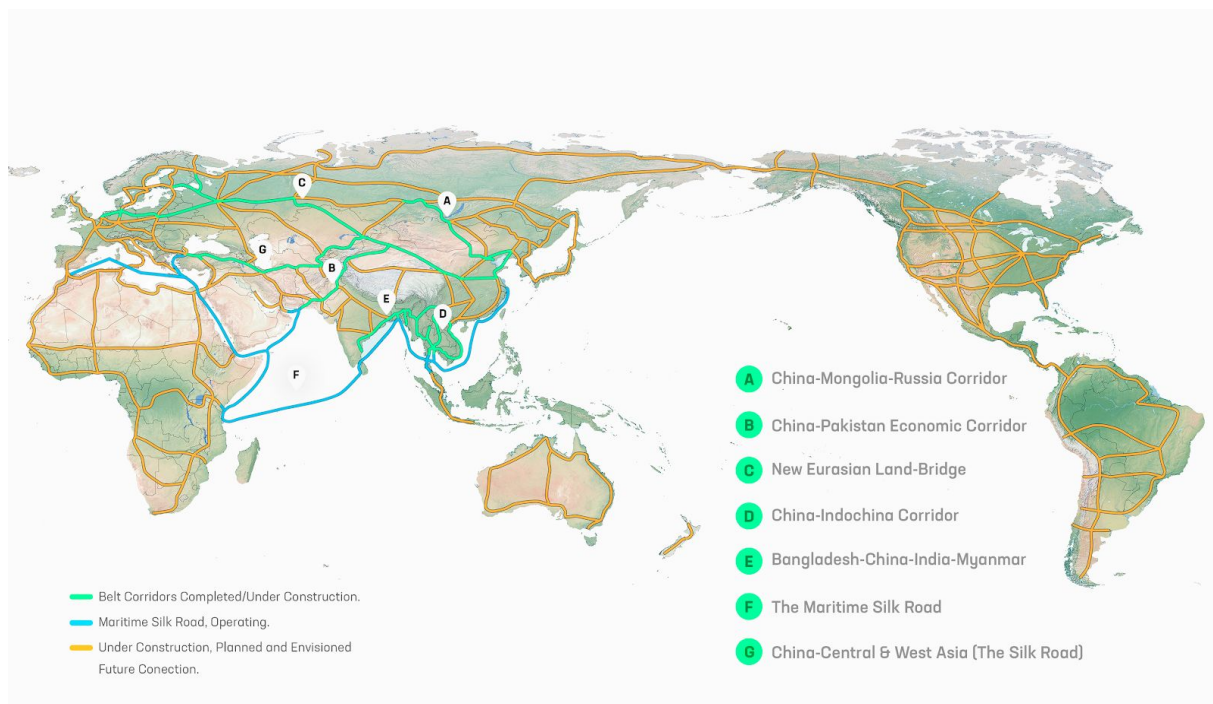 C
A
G
B
E
D
F
A China-Mongolia-Russia Corridor
B China-Pakistan Economic Corridor
C New Eurasian Land-Bridge
D China-Indochina Corridor
E Bangladesh-China-India-Myanmar
F The Maritime Silk Road
G China-Central & West Asia (The Silk Road)
Belt Corridors Completed/Under Construction.
Maritime Silk Road, Operating.
Under Construction, Planned and Envisioned
Future Conection.